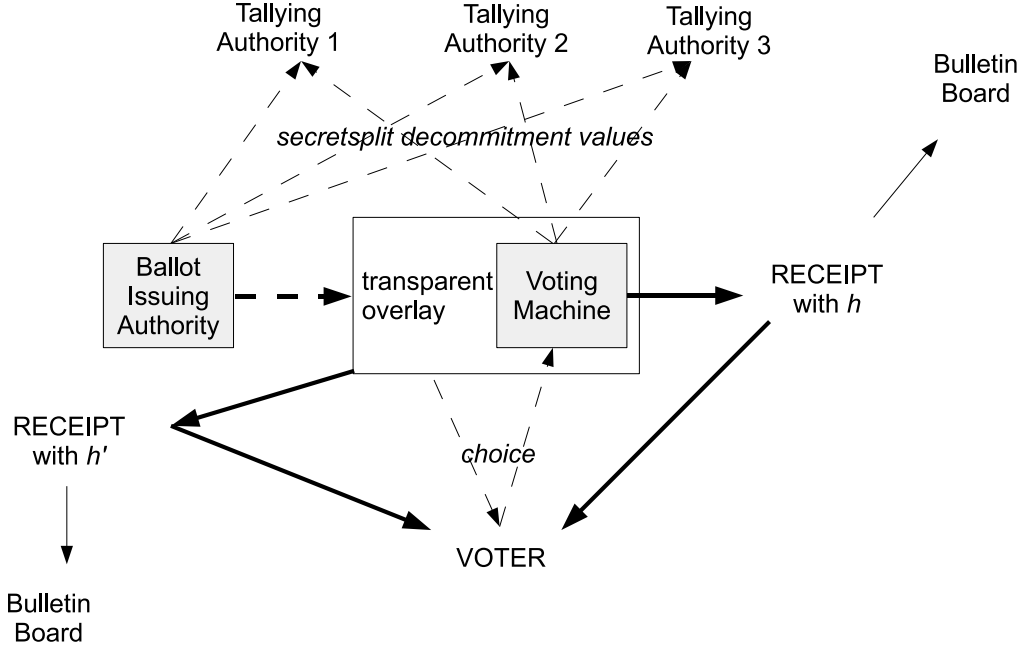 Tallying
Authority 1
Tallying
Authority 2
Tallying
Authority 3
Bulletin
Board
secretsplit decommitment values
Ballot
Issuing
Authority
transparent
overlay
Voting
Machine
RECEIPT
with h
RECEIPT
with h'
choice
VOTER
Bulletin
Board